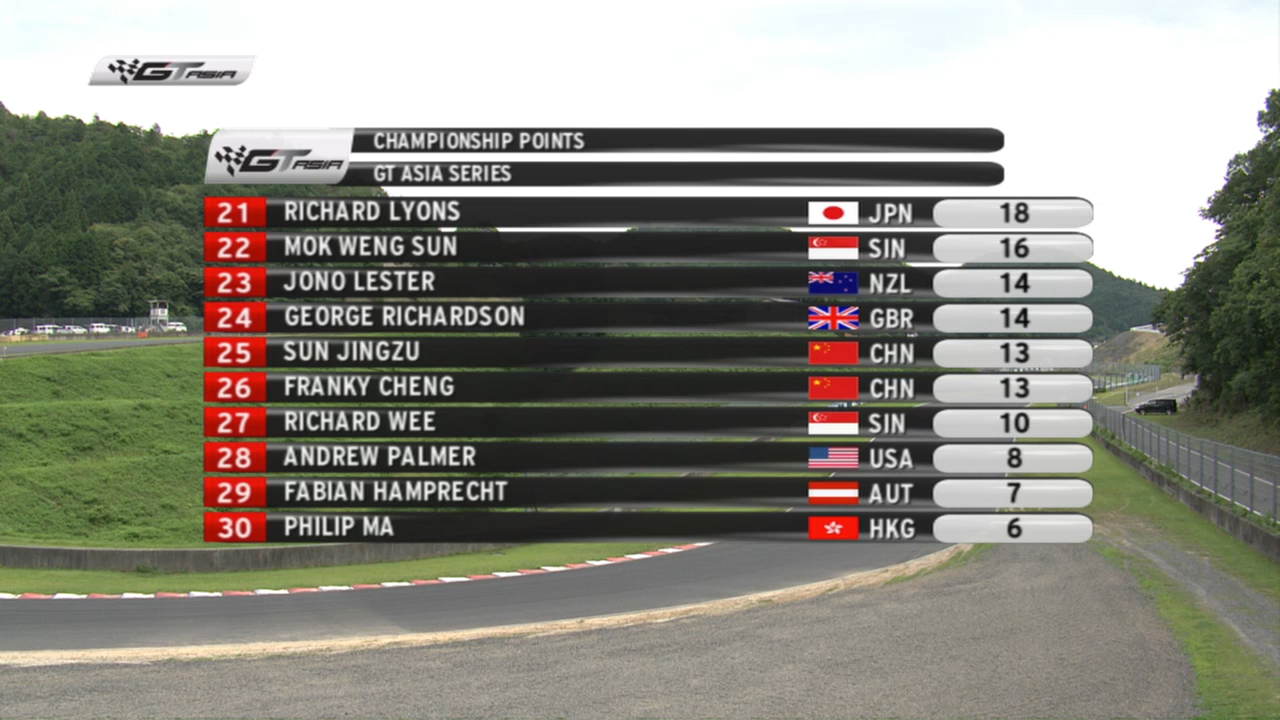 GT ASIA
CHAMPIONSHIP POINTS
GT ASIA
GT ASIA SERIES
21 RICHARD LYONS JPN 18
22 MOK WENG SUN SIN 16
23 JONO LESTER NZL 14
24 GEORGE RICHARDSON GBR 14
25 SUN JINGZU CHN 13
26 FRANKY CHENG CHN 13
27 RICHARD WEE SIN 10
28 ANDREW PALMER USA 8
29 FABIAN HAMPRECHT AUT 7
30 PHILIP MA HKG 6